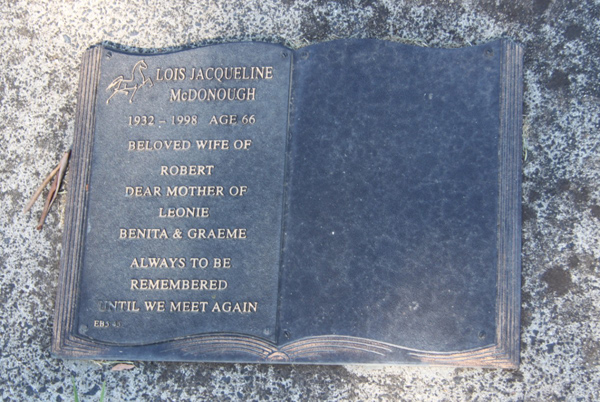 LOIS JACQUELINE
McDONOUGH
1932 - 1998 AGE 66
BELOVED WIFE OF
ROBERT
DEAR MOTHER OF
LEONIE
BENITA & GRAEME
ALWAYS TO BE
REMEMBERED
UNTIL WE MEET AGAIN